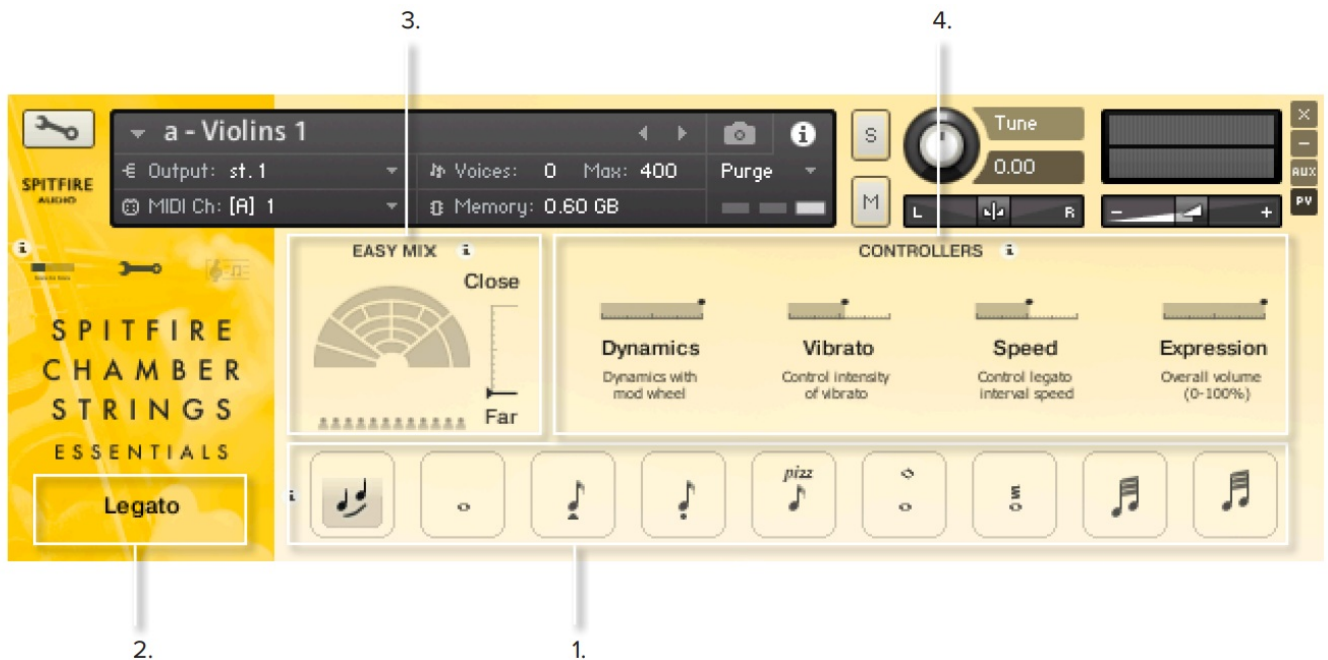 3.
4.
a - Violins 1
S
Tune
×
−
Output: st.1
Voices: 0 Max: 400
Purge
0.00
AUX
SPITFIRE
AUDIO
MIDI Ch: [A] 1
Memory: 0.60 GB
M
L
R
−
+
PV
EASY MIX
CONTROLLERS
Close
Far
Dynamics
Dynamics with
mod wheel
Vibrato
Control intensity
of vibrato
Speed
Control legato
interval speed
Expression
Overall volume
(0-100%)
SPITFIRE
CHAMBER
STRINGS
ESSENTIALS
Legato
pizz
2.
1.